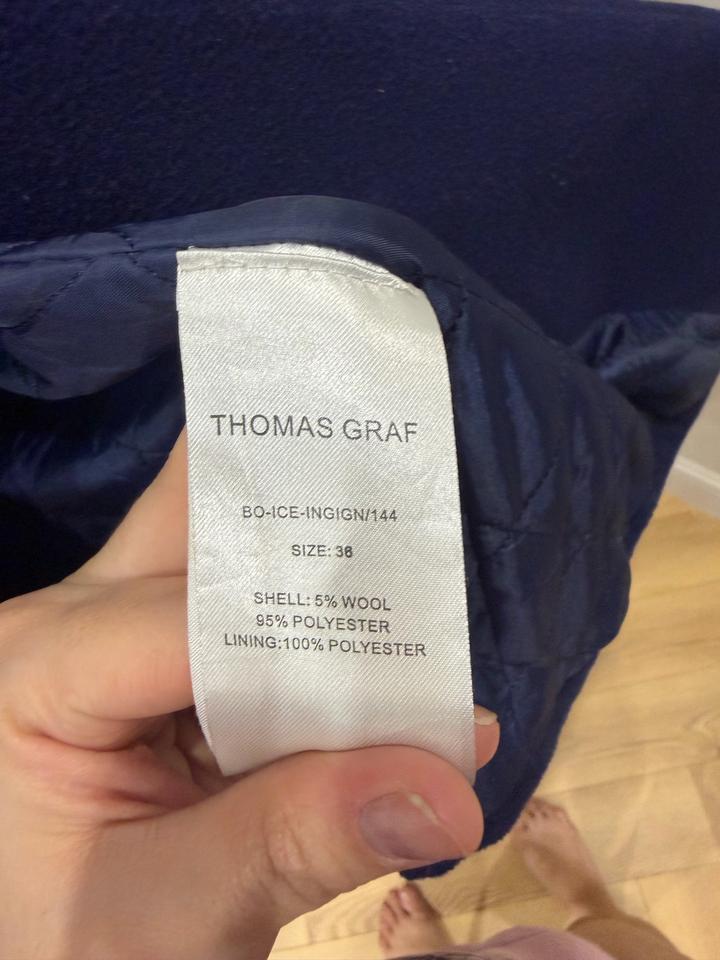 THOMAS GRAF
BO-ICE-INGIGN/144
SIZE: 36
SHELL: 5% WOOL
95% POLYESTER
LINING:100% POLYESTER